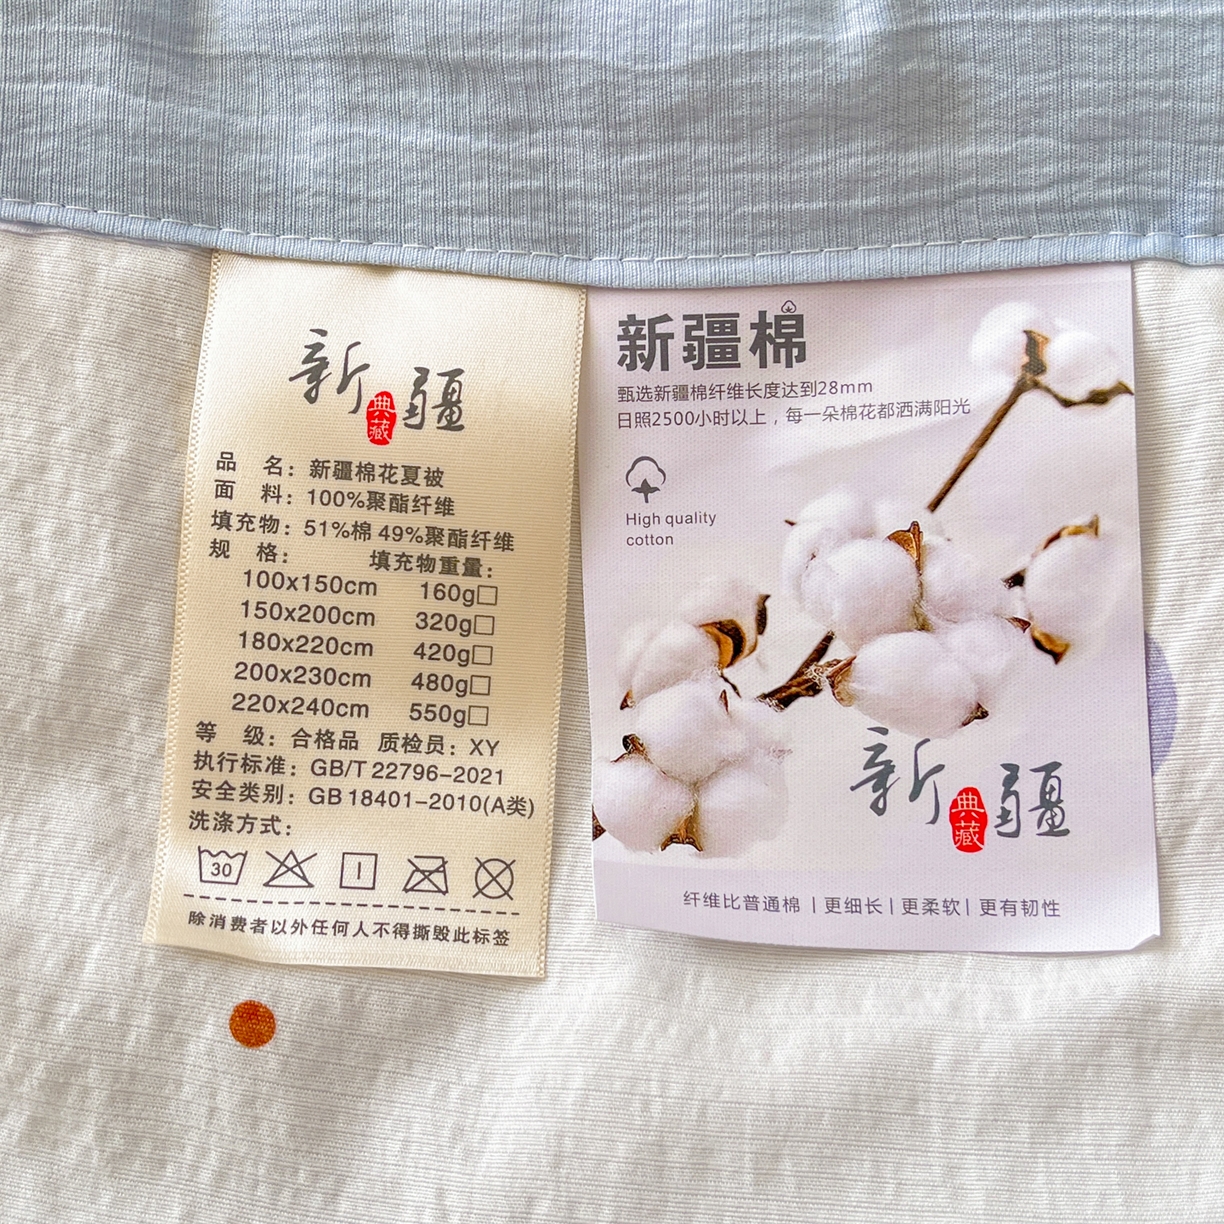 新疆
典藏
品 名：新疆棉花夏被
面 料：100%聚酯纤维
填充物：51%棉 49%聚酯纤维
规 格： 填充物重量：
100x150cm 160g□
150x200cm 320g□
180x220cm 420g□
200x230cm 480g□
220x240cm 550g□
等 级：合格品 质检员：XY
执行标准：GB/T 22796-2021
安全类别：GB 18401-2010(A类)
洗涤方式：
30
除消费者以外任何人不得撕毁此标签
新疆棉
甄选新疆棉纤维长度达到28mm
日照2500小时以上，每一朵棉花都洒满阳光
High quality
cotton
新疆
典藏
纤维比普通棉 | 更细长 | 更柔软 | 更有韧性